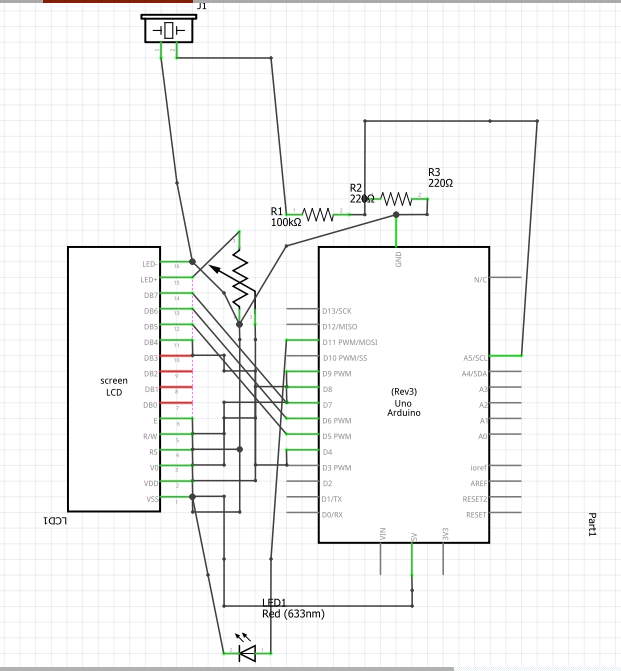 J1
R3
220Ω
R2
220Ω
R1
100kΩ
GND
LED-
16
LED+
15
DB7
14
DB6
13
DB5
12
DB4
11
DB3
10
DB2
9
DB1
8
DB0
7
E
6
R/W
5
RS
4
V0
3
VDD
2
VSS
1
screen
LCD
LCD1
N/C
D13/SCK
D12/MISO
D11 PWM/MOSI
D10 PWM/SS
D9 PWM
D8
D7
D6 PWM
D5 PWM
D4
D3 PWM
D2
D1/TX
D0/RX
A5/SCL
A4/SDA
A3
A2
A1
A0
ioref
AREF
RESET2
RESET
(Rev3)
Uno
Arduino
VIN
5V
3V3
Part1
LED1
Red (633nm)